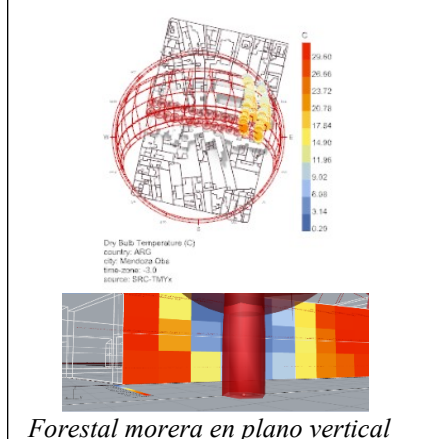 C
29.60
26.66
23.72
20.78
17.84
14.90
11.96
9.02
6.08
3.14
0.20
Dry Bulb Temperature (C)
country: ARG
city: Mendoza Obs
time-zone: -3.0
source: SRC-TMYx
Forestal morera en plano vertical